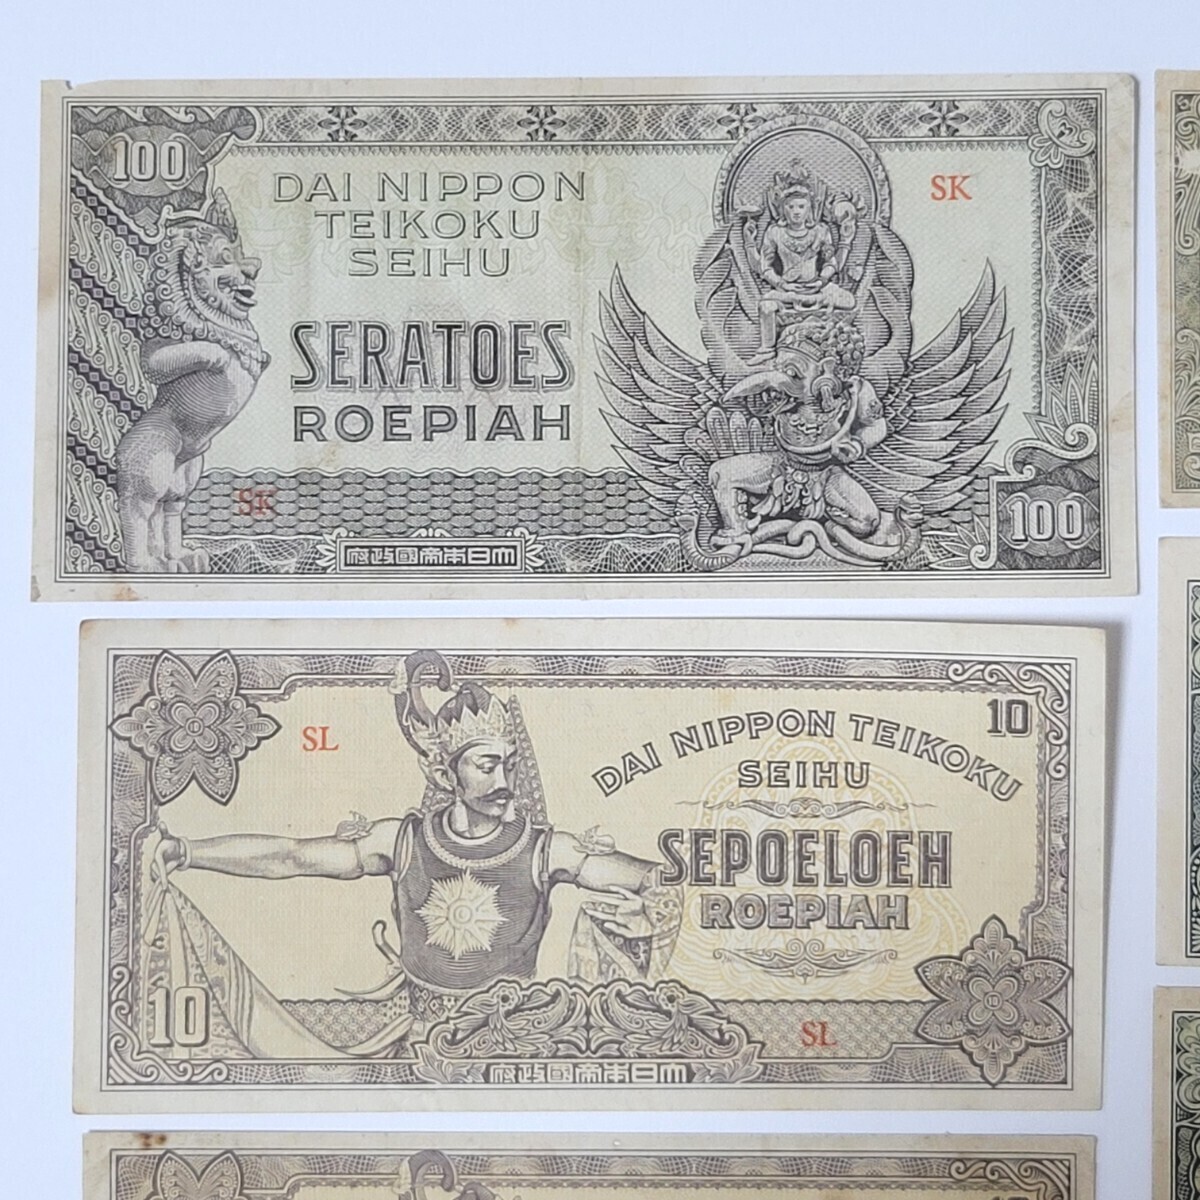 100
DAI NIPPON
TEIKOKU
SEIHU
SK
SERATOES
ROEPIAH
SK
100
府政國帝本日大
10
SL
DAI NIPPON TEIKOKU
SEIHU
SEPOELOEH
ROEPIAH
10
SL
府政國帝本日大